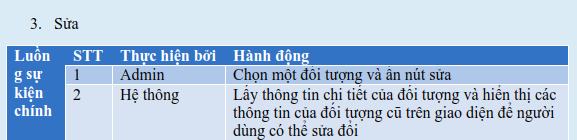 3. Sửa
Luồn STT Thực hiện bởi Hành động
g sự 1 Admin Chọn một đối tượng và ấn nút sửa
kiện 2 Hệ thống Lấy thông tin chi tiết của đối tượng và hiển thị các
chính thông tin của đối tượng cũ trên giao diện để người
dùng có thể sửa đổi